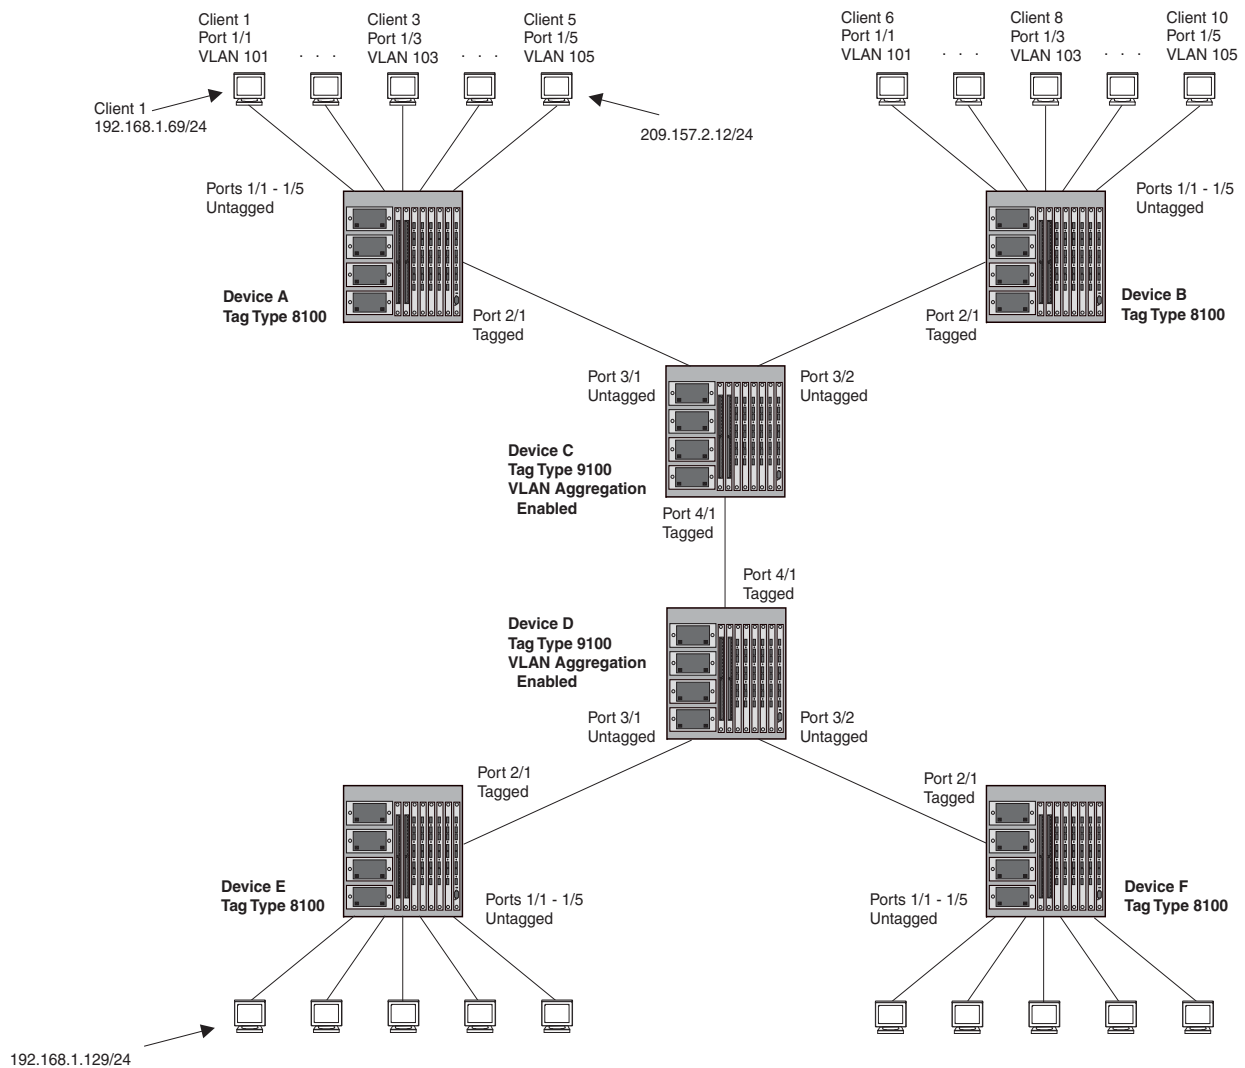 Client 1
Port 1/1
VLAN 101
. . .
Client 3
Port 1/3
VLAN 103
. . .
Client 5
Port 1/5
VLAN 105
Client 6
Port 1/1
VLAN 101
. . .
Client 8
Port 1/3
VLAN 103
. . .
Client 10
Port 1/5
VLAN 105
Client 1
192.168.1.69/24
209.157.2.12/24
Ports 1/1 - 1/5
Untagged
Ports 1/1 - 1/5
Untagged
Device A
Tag Type 8100
Port 2/1
Tagged
Port 2/1
Tagged
Device B
Tag Type 8100
Port 3/1
Untagged
Port 3/2
Untagged
Device C
Tag Type 9100
VLAN Aggregation
Enabled
Port 4/1
Tagged
Port 4/1
Tagged
Device D
Tag Type 9100
VLAN Aggregation
Enabled
Port 3/1
Untagged
Port 3/2
Untagged
Port 2/1
Tagged
Port 2/1
Tagged
Device E
Tag Type 8100
Ports 1/1 - 1/5
Untagged
Ports 1/1 - 1/5
Untagged
Device F
Tag Type 8100
192.168.1.129/24